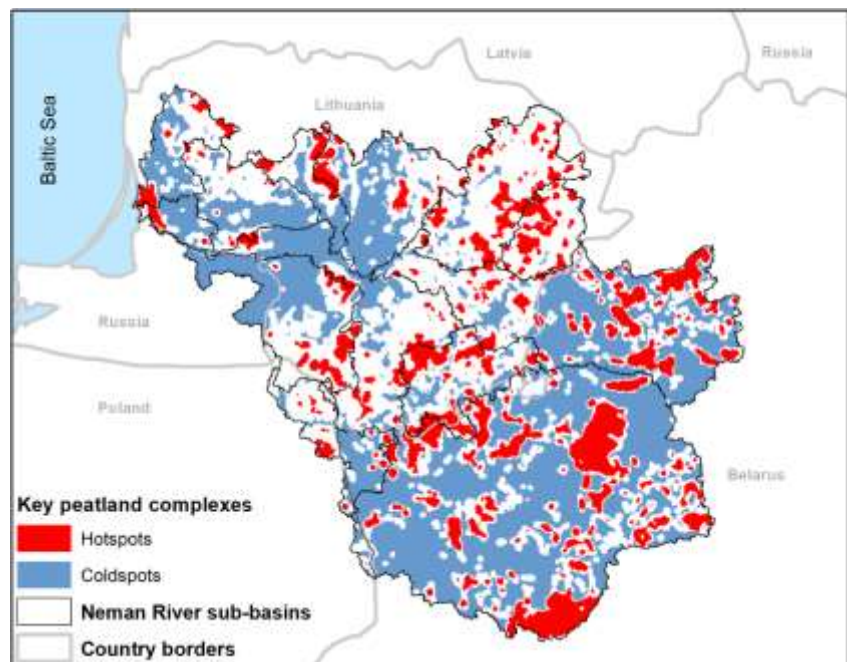 Latvia
Russia
Lithuania
Baltic Sea
Russia
Poland
Belarus
Key peatland complexes
Hotspots
Coldspots
Neman River sub-basins
Country borders